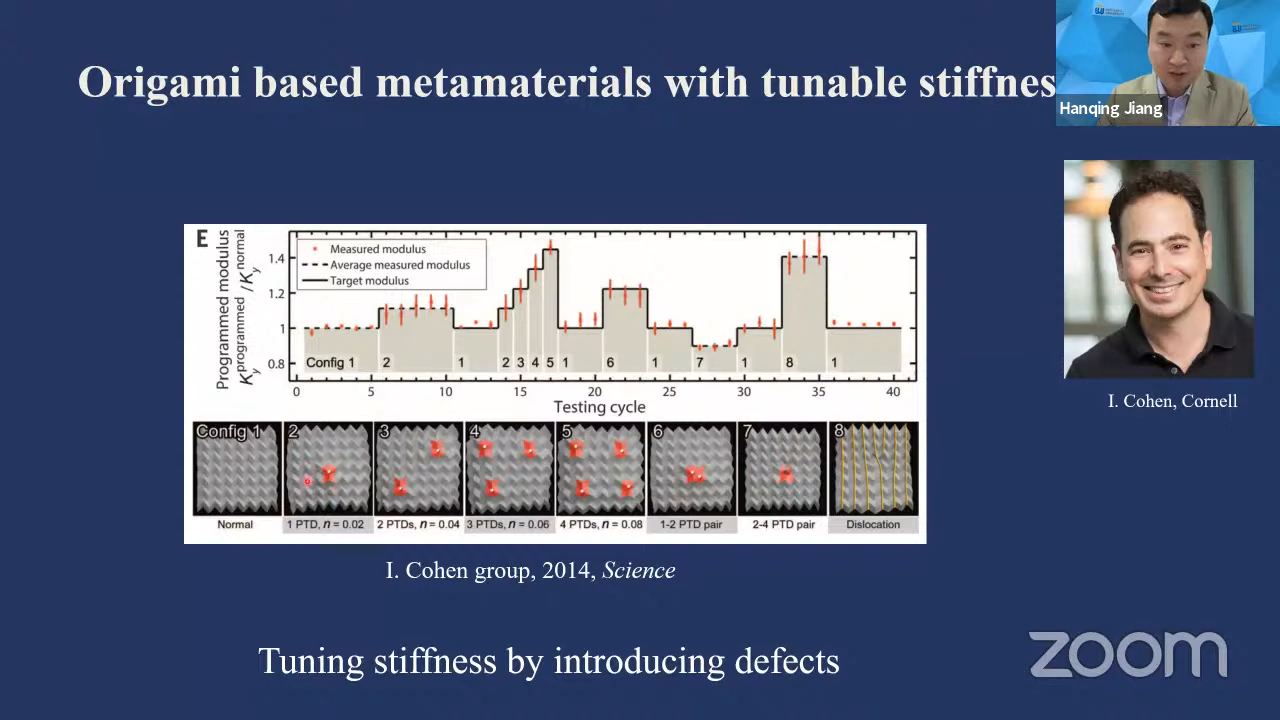 Origami based metamaterials with tunable stiffnes
Hanqing Jiang
E
Programmed modulus
K_y^programmed / K_y^normal
Measured modulus
Average measured modulus
Target modulus
1.4
1.2
1
0.8
Config 1 2 1 2 3 4 5 1 6 1 7 1 8 1
0 5 10 15 20 25 30 35 40
Testing cycle
Config 1 2 3 4 5 6 7 8
Normal
1 PTD, n = 0.02
2 PTDs, n = 0.04
3 PTDs, n = 0.06
4 PTDs, n = 0.08
1-2 PTD pair
2-4 PTD pair
Dislocation
I. Cohen, Cornell
I. Cohen group, 2014, Science
Tuning stiffness by introducing defects
zoom